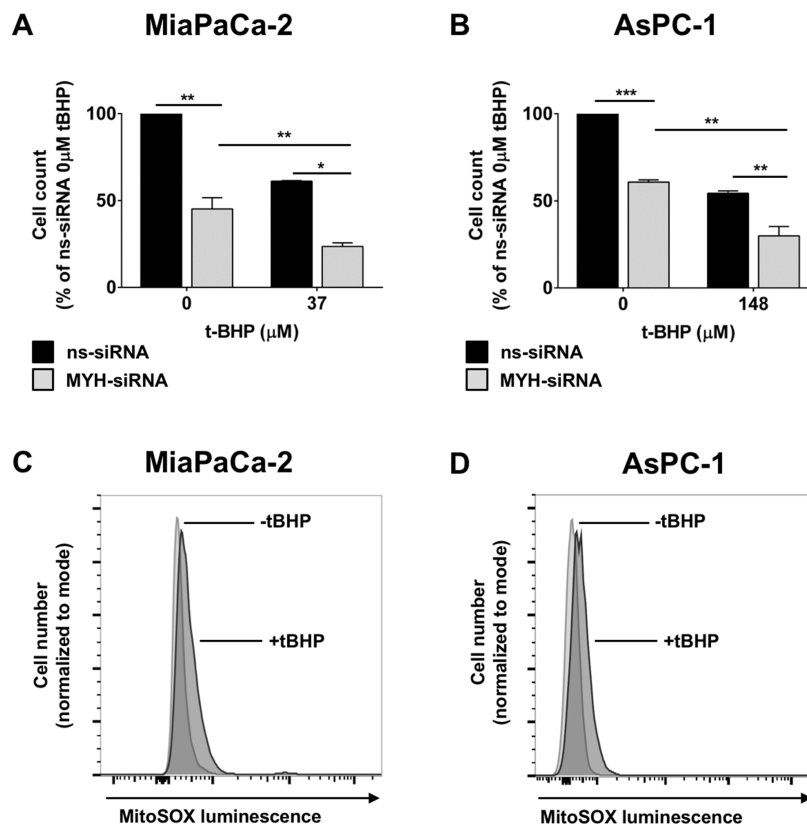 A
MiaPaCa-2
Cell count
(% of ns-siRNA 0μM tBHP)
100
50
0
**
**
*
0
37
t-BHP (μM)
ns-siRNA
MYH-siRNA
B
AsPC-1
Cell count
(% of ns-siRNA 0μM tBHP)
100
50
0
***
**
**
0
148
t-BHP (μM)
ns-siRNA
MYH-siRNA
C
MiaPaCa-2
Cell number
(normalized to mode)
-tBHP
+tBHP
MitoSOX luminescence
D
AsPC-1
Cell number
(normalized to mode)
-tBHP
+tBHP
MitoSOX luminescence